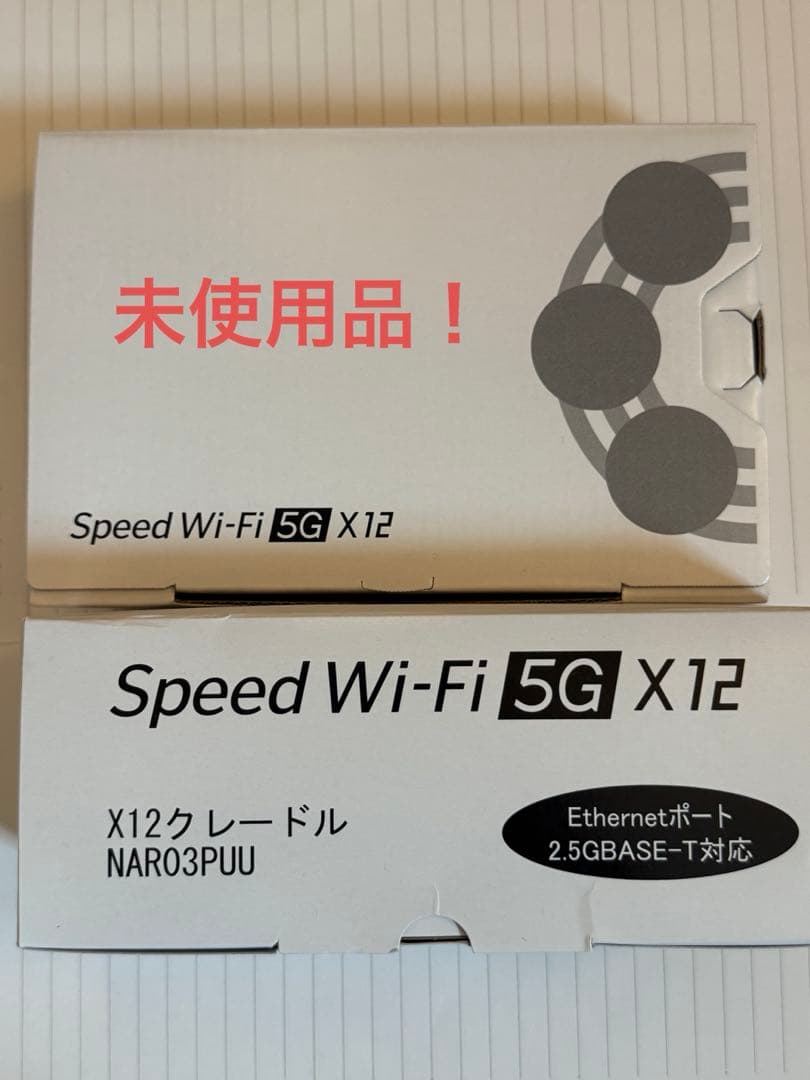 未使用品！
Speed Wi-Fi 5G X12
Speed Wi-Fi 5G X12
X12クレードル
NAR03PUU
Ethernetポート
2.5GBASE-T対応